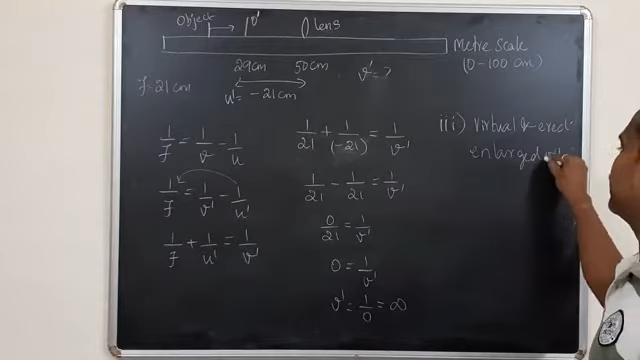 Object O' lens
29cm 50cm
Metre Scale
(0-100 cm)
u' = -21cm v' = ?
f = 21cm
1/f = 1/v - 1/u
1/f = 1/v' - 1/u'
1/f + 1/u' = 1/v'
1/21 + 1/(-21) = 1/v'
1/21 - 1/21 = 1/v'
0/21 = 1/v'
0 = 1/v'
v' = 1/0 = ∞
iii) Virtual & erect
enlarged